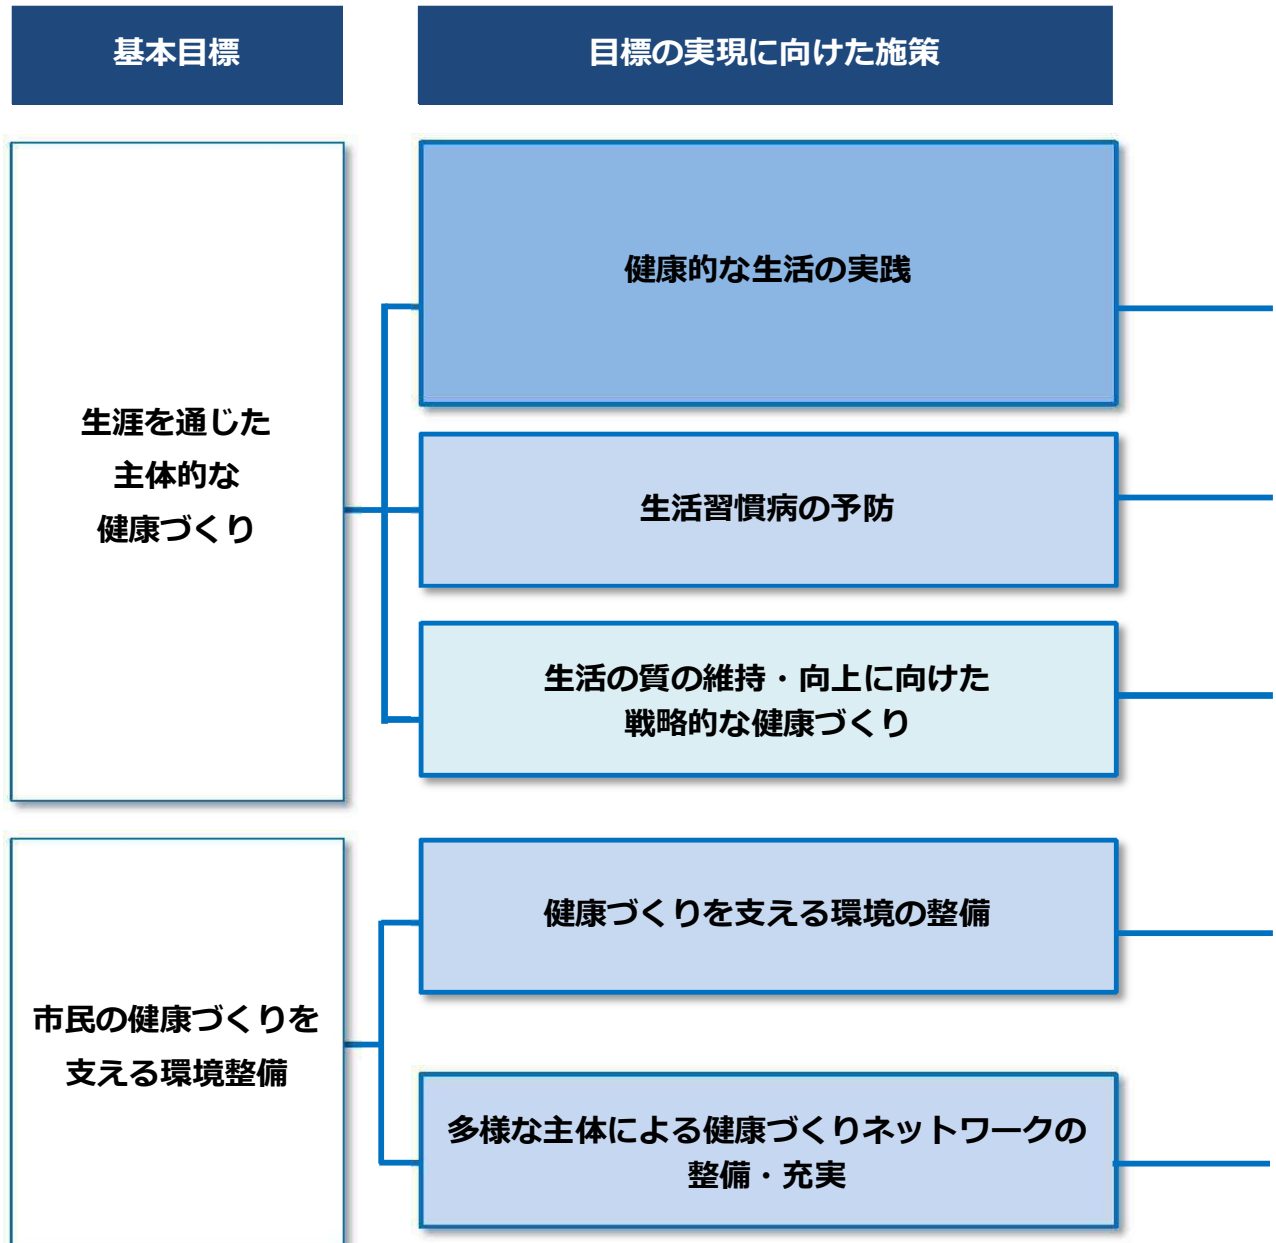 基本目標
目標の実現に向けた施策
生涯を通じた
主体的な
健康づくり
健康的な生活の実践
生活習慣病の予防
生活の質の維持・向上に向けた
戦略的な健康づくり
市民の健康づくりを
支える環境整備
健康づくりを支える環境の整備
多様な主体による健康づくりネットワークの
整備・充実